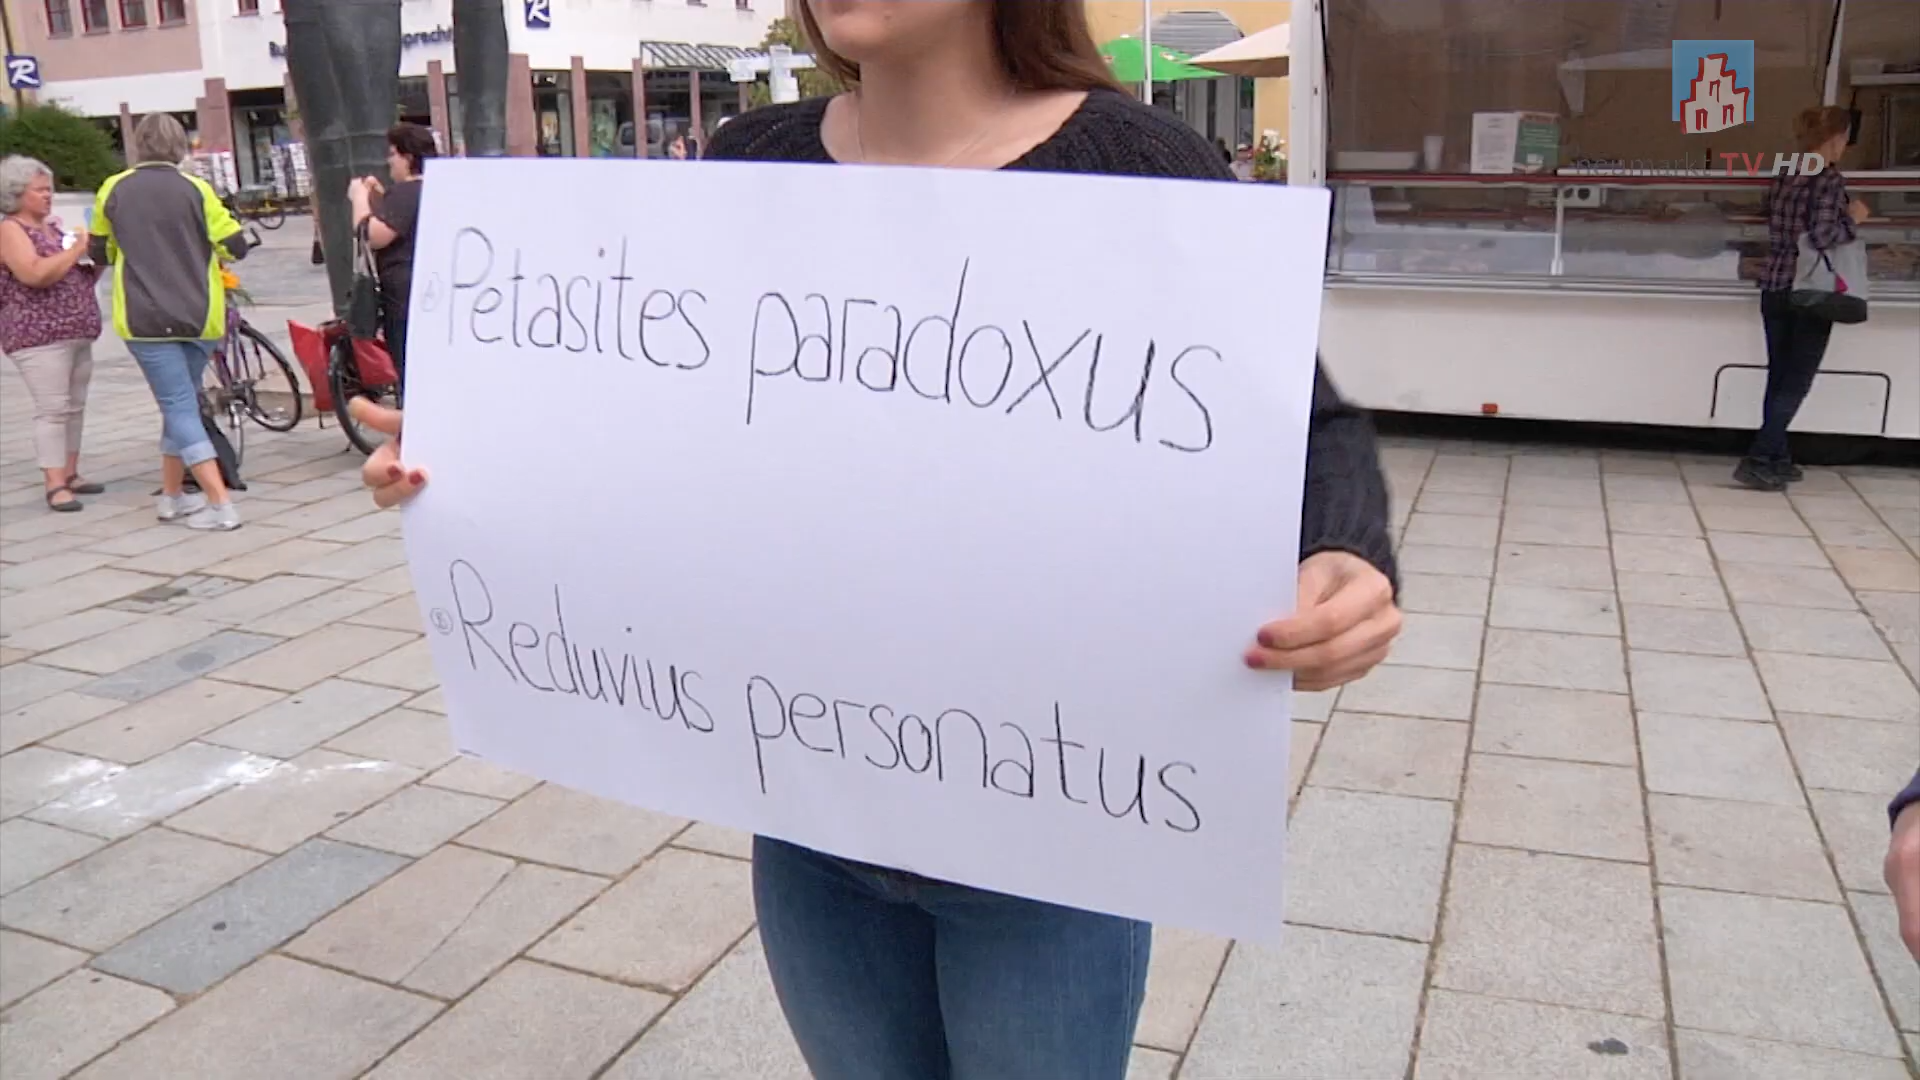 R
R
neumarkt TV HD
A Petasites paradoxus
B Reduvius personatus